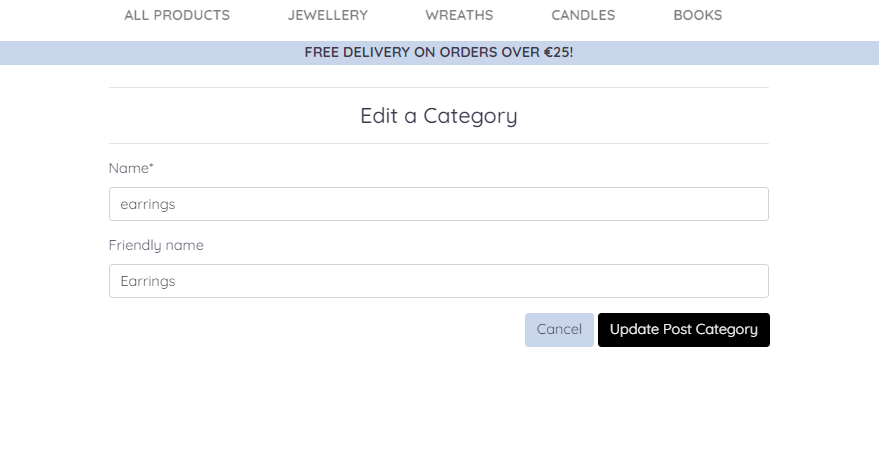 ALL PRODUCTS JEWELLERY WREATHS CANDLES BOOKS
FREE DELIVERY ON ORDERS OVER €25!
Edit a Category
Name*
earrings
Friendly name
Earrings
Cancel Update Post Category